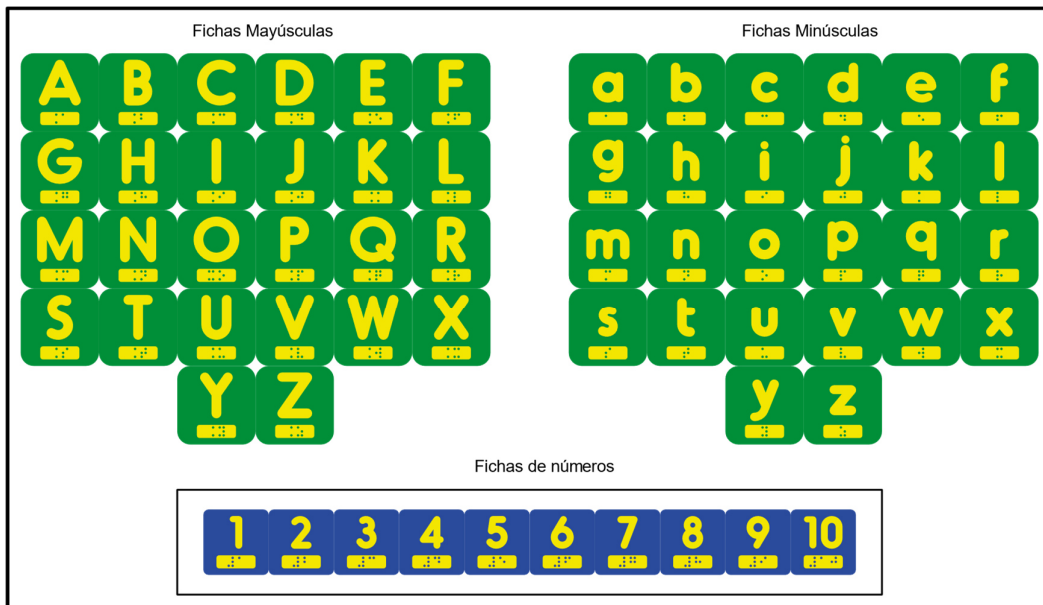 Fichas Mayúsculas
A B C D E F
G H I J K L
M N O P Q R
S T U V W X
Y Z
Fichas Minúsculas
a b c d e f
g h i j k l
m n o p q r
s t u v w x
y z
Fichas de números
1 2 3 4 5 6 7 8 9 10